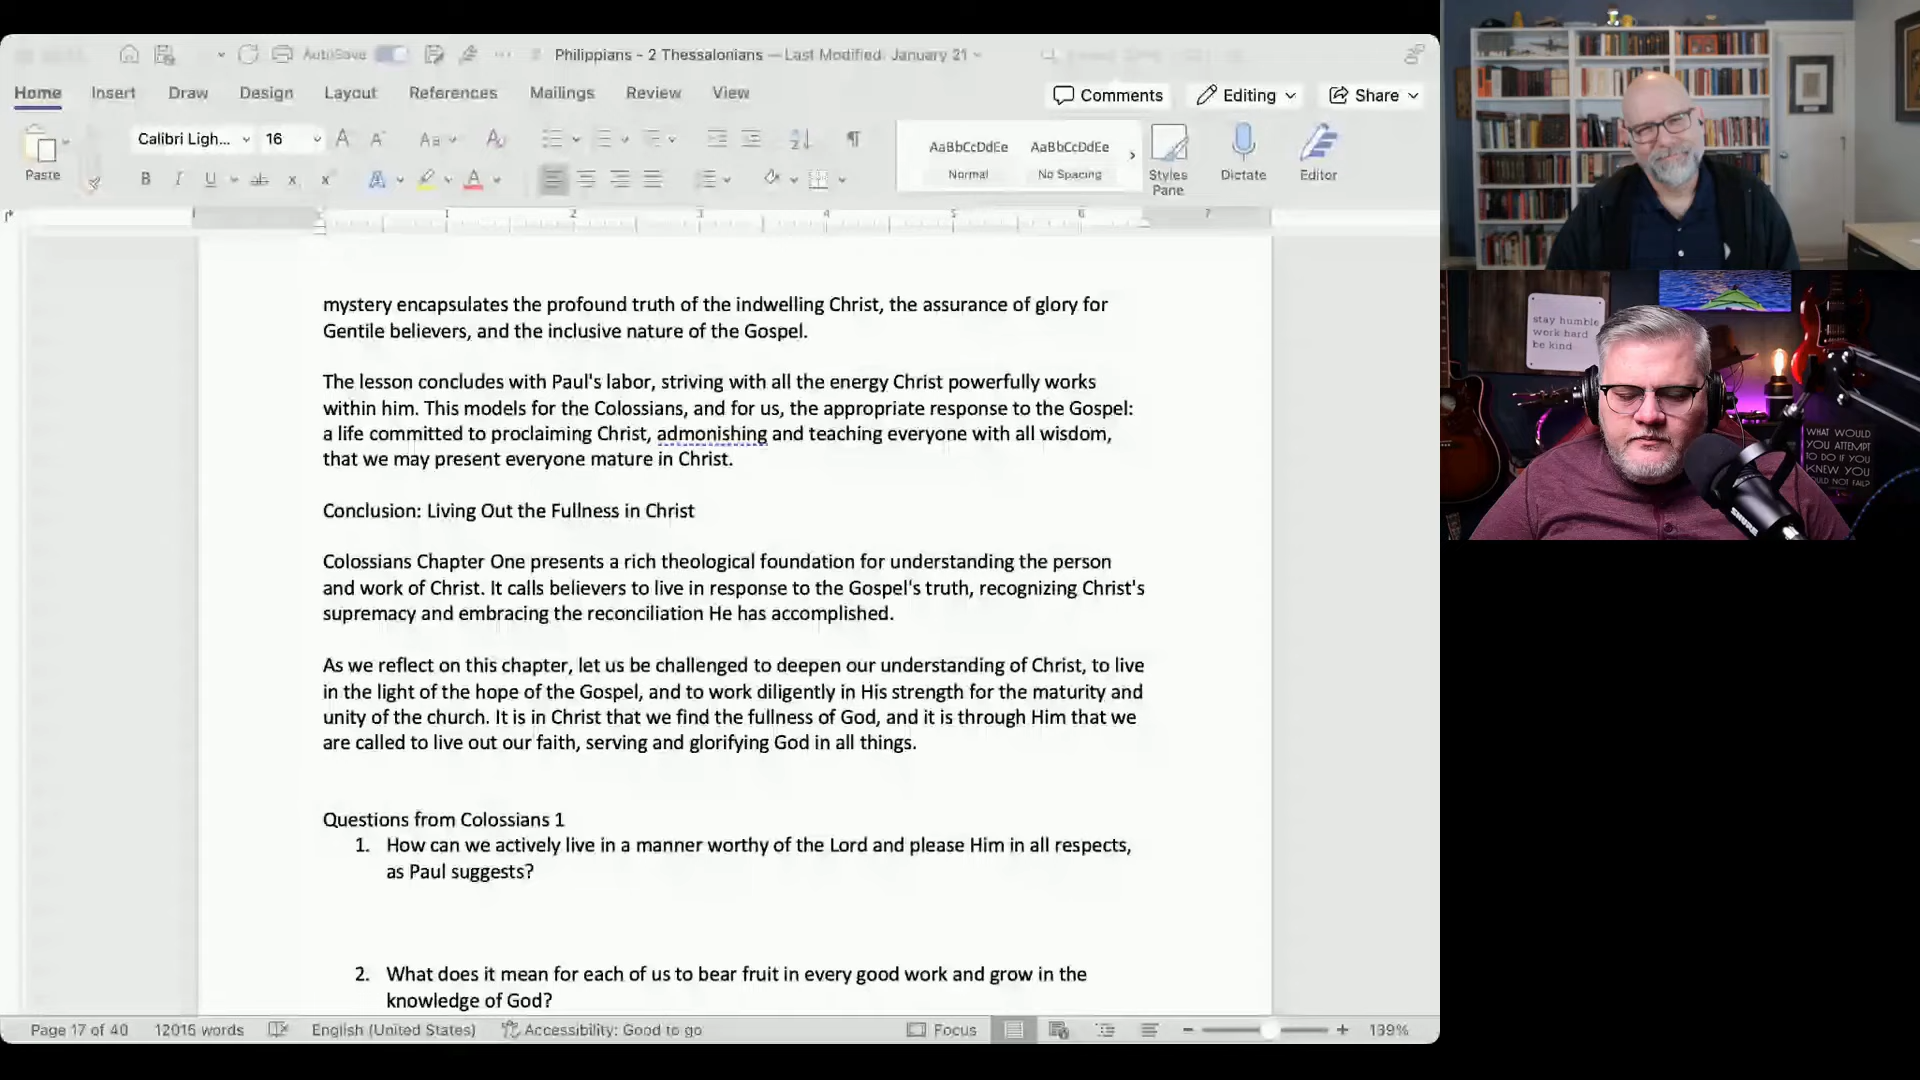 AutoSave
Philippians - 2 Thessalonians — Last Modified: January 21
Home Insert Draw Design Layout References Mailings Review View
Comments Editing Share
Paste
Calibri Ligh... 16
AaBbCcDdEe AaBbCcDdEe
Normal No Spacing
Styles Pane Dictate Editor
1 2 3 4 5 6 7
mystery encapsulates the profound truth of the indwelling Christ, the assurance of glory for
Gentile believers, and the inclusive nature of the Gospel.
The lesson concludes with Paul's labor, striving with all the energy Christ powerfully works
within him. This models for the Colossians, and for us, the appropriate response to the Gospel:
a life committed to proclaiming Christ, admonishing and teaching everyone with all wisdom,
that we may present everyone mature in Christ.
Conclusion: Living Out the Fullness in Christ
Colossians Chapter One presents a rich theological foundation for understanding the person
and work of Christ. It calls believers to live in response to the Gospel's truth, recognizing Christ's
supremacy and embracing the reconciliation He has accomplished.
As we reflect on this chapter, let us be challenged to deepen our understanding of Christ, to live
in the light of the hope of the Gospel, and to work diligently in His strength for the maturity and
unity of the church. It is in Christ that we find the fullness of God, and it is through Him that we
are called to live out our faith, serving and glorifying God in all things.
Questions from Colossians 1
1. How can we actively live in a manner worthy of the Lord and please Him in all respects,
as Paul suggests?
2. What does it mean for each of us to bear fruit in every good work and grow in the
knowledge of God?
Page 17 of 40 12015 words English (United States) Accessibility: Good to go Focus 139%
stay humble
work hard
be kind
WHAT WOULD
YOU ATTEMPT
TO DO IF YOU
KNEW YOU
COULD NOT FAIL?
SHURE